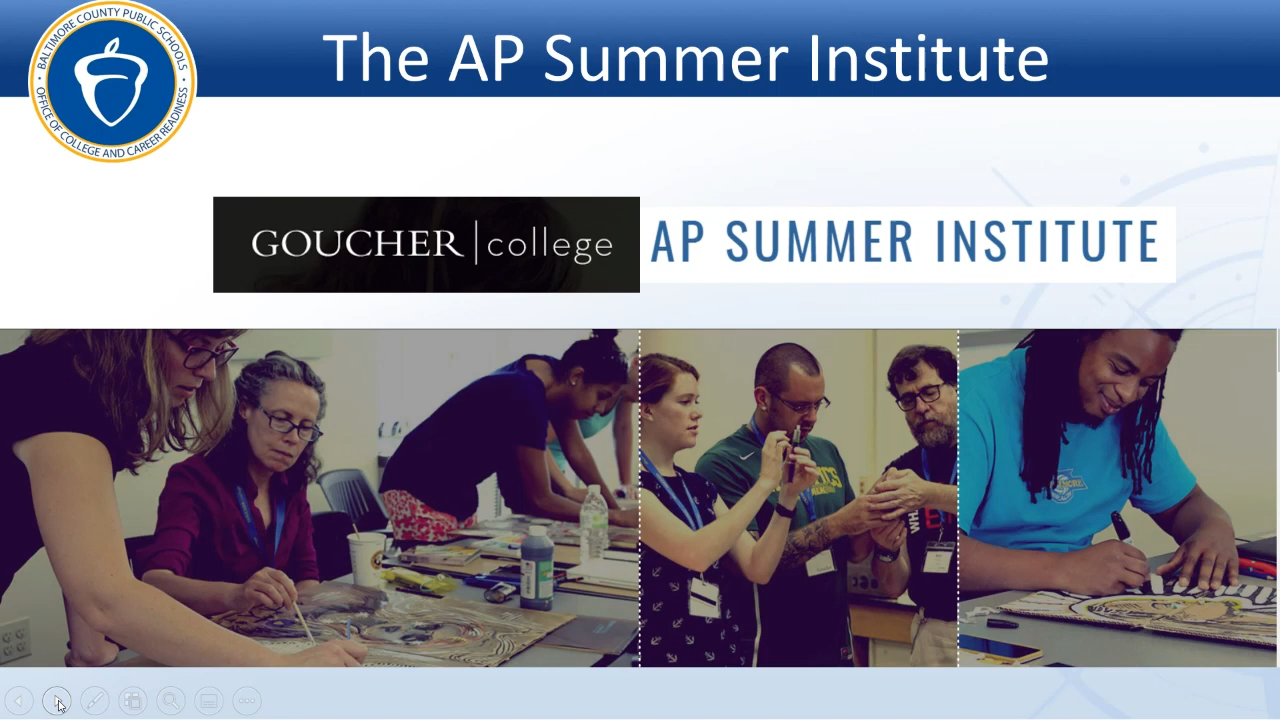 BALTIMORE COUNTY PUBLIC SCHOOLS
OFFICE OF COLLEGE AND CAREER READINESS
The AP Summer Institute
GOUCHER | college
AP SUMMER INSTITUTE